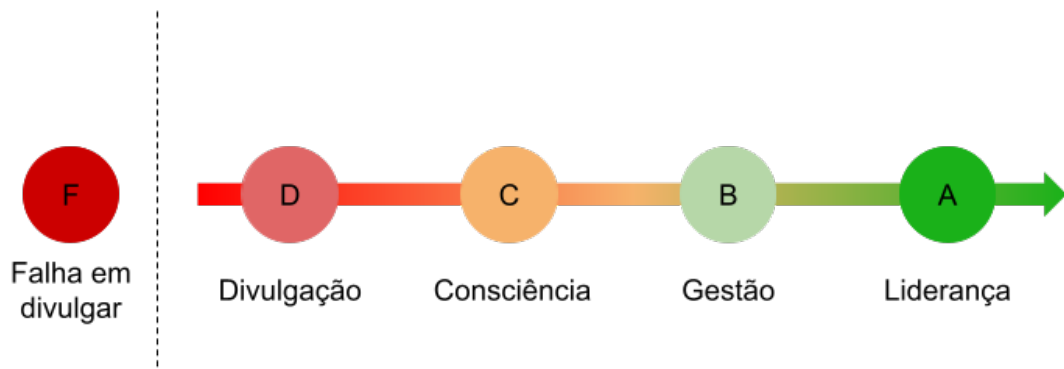 F
D
C
B
A
Falha em
divulgar
Divulgação
Consciência
Gestão
Liderança